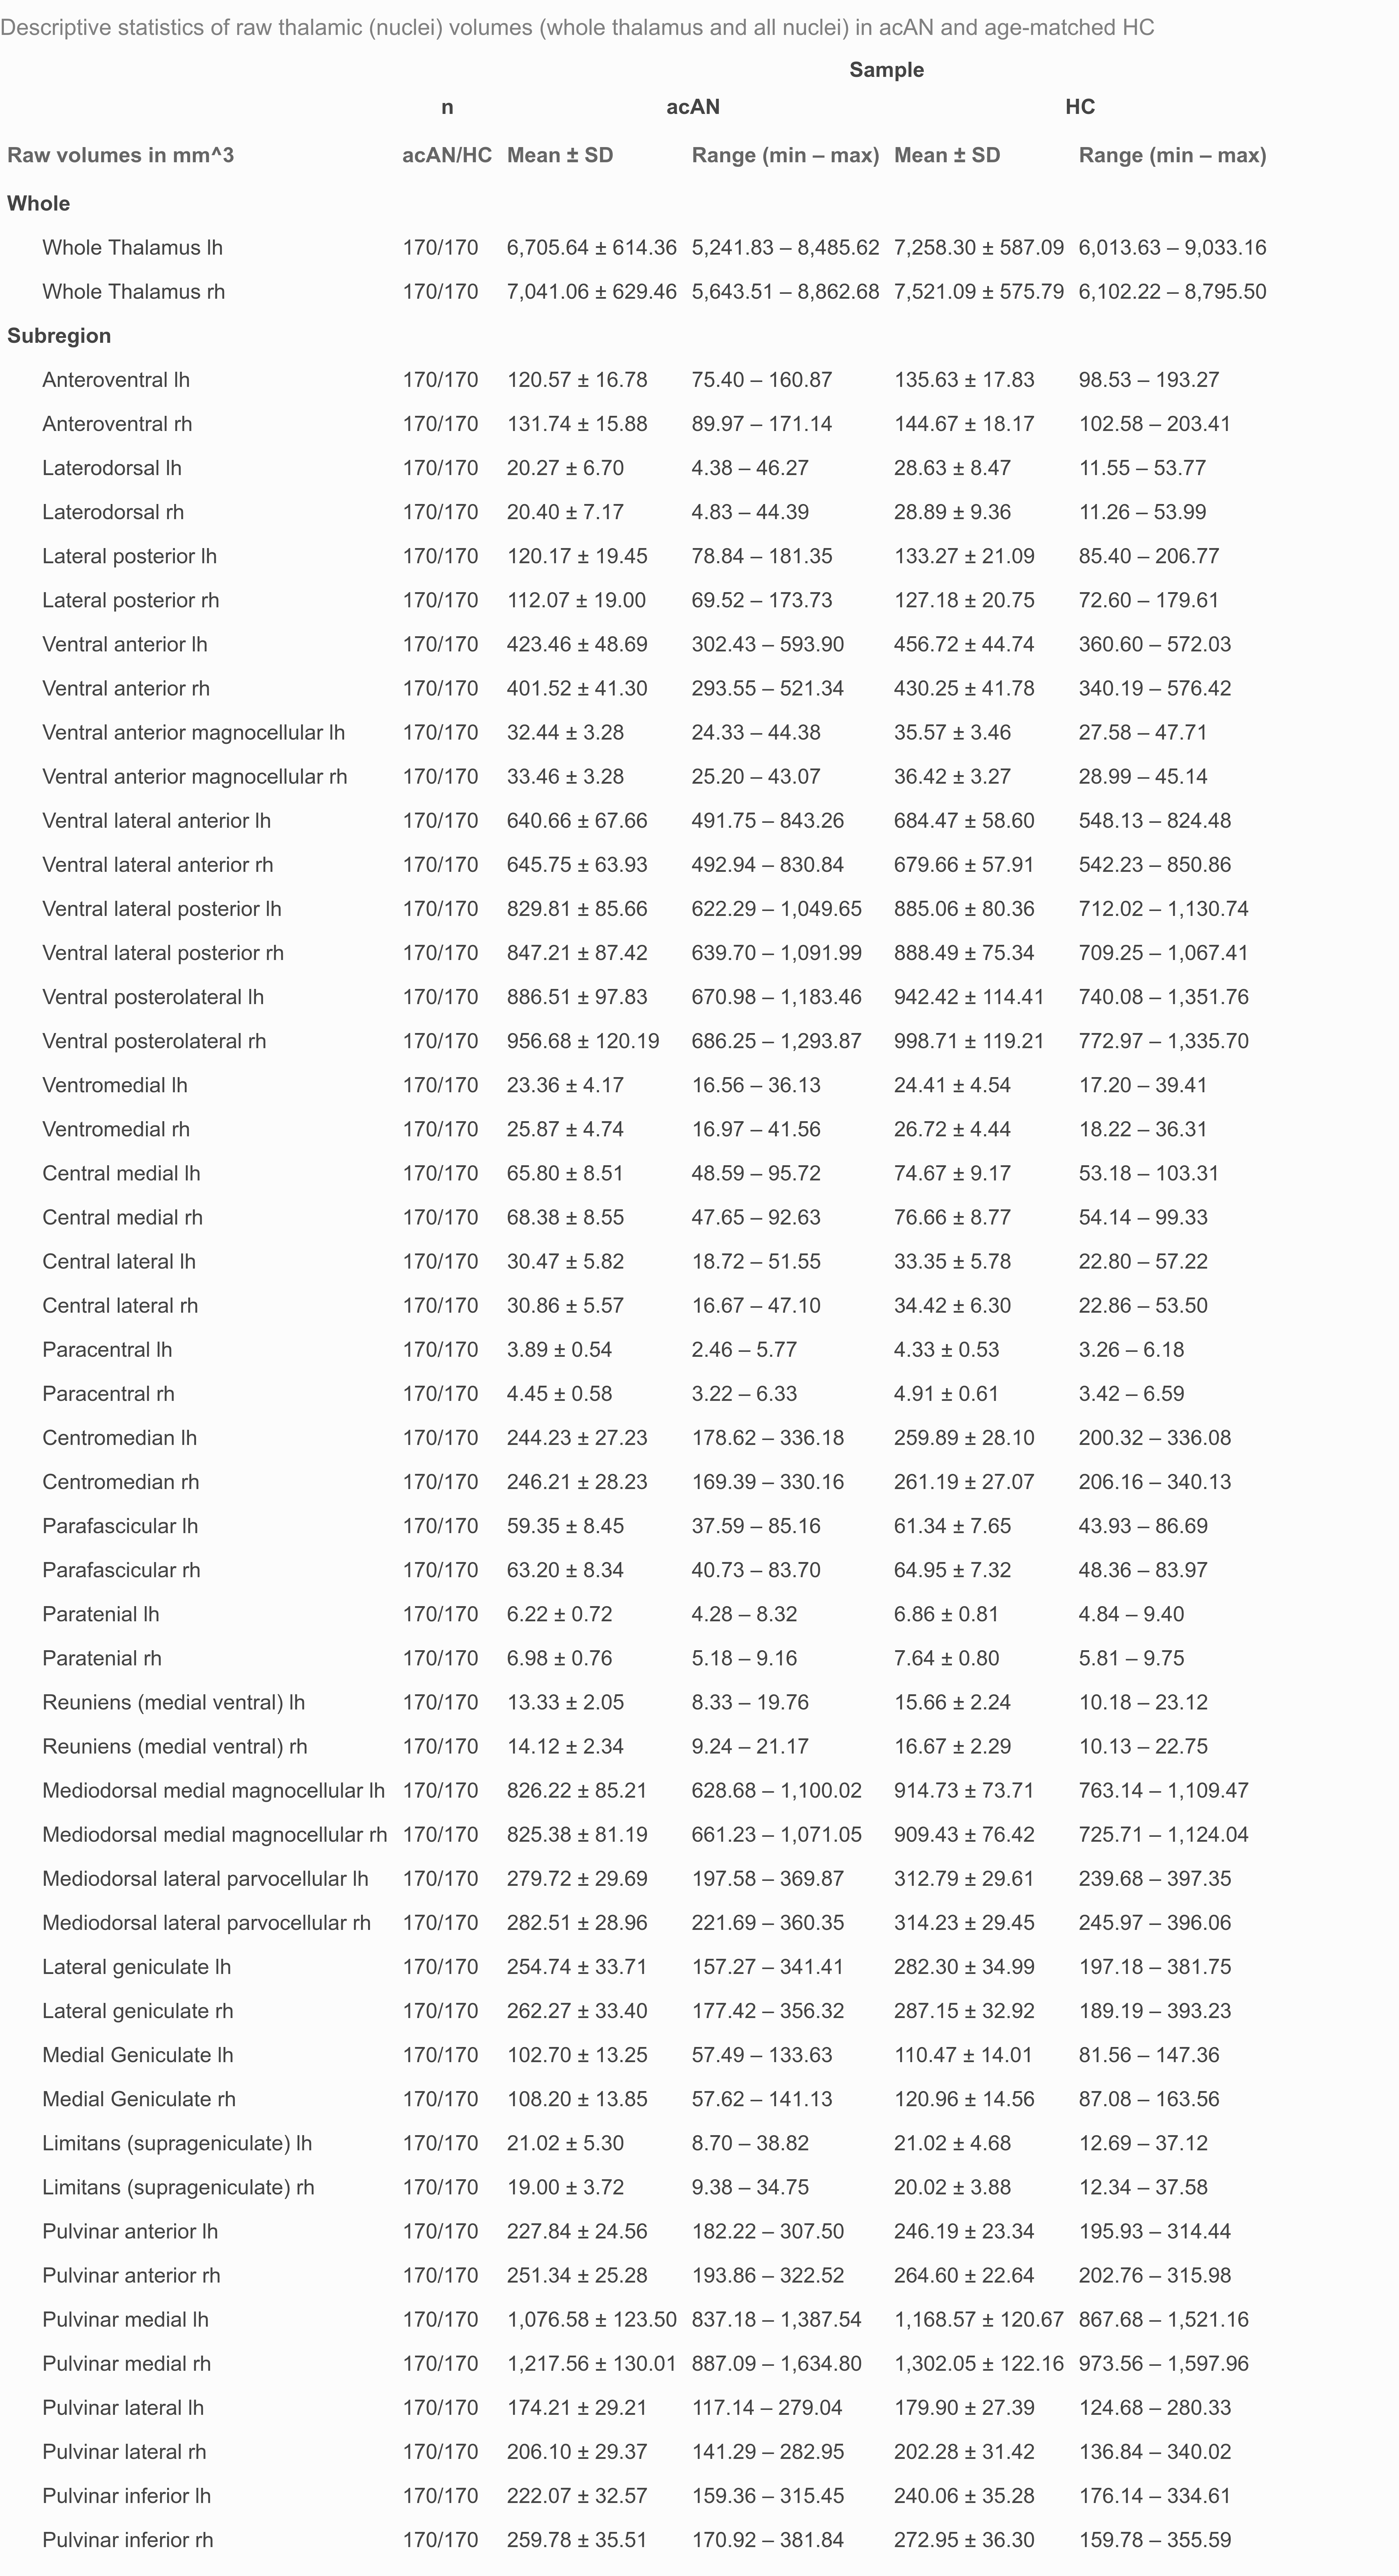 Descriptive statistics of raw thalamic (nuclei) volumes (whole thalamus and all nuclei) in acAN and age-matched HC
Sample
n acAN HC
Raw volumes in mm^3 acAN/HC Mean ± SD Range (min – max) Mean ± SD Range (min – max)
Whole
Whole Thalamus lh 170/170 6,705.64 ± 614.36 5,241.83 – 8,485.62 7,258.30 ± 587.09 6,013.63 – 9,033.16
Whole Thalamus rh 170/170 7,041.06 ± 629.46 5,643.51 – 8,862.68 7,521.09 ± 575.79 6,102.22 – 8,795.50
Subregion
Anteroventral lh 170/170 120.57 ± 16.78 75.40 – 160.87 135.63 ± 17.83 98.53 – 193.27
Anteroventral rh 170/170 131.74 ± 15.88 89.97 – 171.14 144.67 ± 18.17 102.58 – 203.41
Laterodorsal lh 170/170 20.27 ± 6.70 4.38 – 46.27 28.63 ± 8.47 11.55 – 53.77
Laterodorsal rh 170/170 20.40 ± 7.17 4.83 – 44.39 28.89 ± 9.36 11.26 – 53.99
Lateral posterior lh 170/170 120.17 ± 19.45 78.84 – 181.35 133.27 ± 21.09 85.40 – 206.77
Lateral posterior rh 170/170 112.07 ± 19.00 69.52 – 173.73 127.18 ± 20.75 72.60 – 179.61
Ventral anterior lh 170/170 423.46 ± 48.69 302.43 – 593.90 456.72 ± 44.74 360.60 – 572.03
Ventral anterior rh 170/170 401.52 ± 41.30 293.55 – 521.34 430.25 ± 41.78 340.19 – 576.42
Ventral anterior magnocellular lh 170/170 32.44 ± 3.28 24.33 – 44.38 35.57 ± 3.46 27.58 – 47.71
Ventral anterior magnocellular rh 170/170 33.46 ± 3.28 25.20 – 43.07 36.42 ± 3.27 28.99 – 45.14
Ventral lateral anterior lh 170/170 640.66 ± 67.66 491.75 – 843.26 684.47 ± 58.60 548.13 – 824.48
Ventral lateral anterior rh 170/170 645.75 ± 63.93 492.94 – 830.84 679.66 ± 57.91 542.23 – 850.86
Ventral lateral posterior lh 170/170 829.81 ± 85.66 622.29 – 1,049.65 885.06 ± 80.36 712.02 – 1,130.74
Ventral lateral posterior rh 170/170 847.21 ± 87.42 639.70 – 1,091.99 888.49 ± 75.34 709.25 – 1,067.41
Ventral posterolateral lh 170/170 886.51 ± 97.83 670.98 – 1,183.46 942.42 ± 114.41 740.08 – 1,351.76
Ventral posterolateral rh 170/170 956.68 ± 120.19 686.25 – 1,293.87 998.71 ± 119.21 772.97 – 1,335.70
Ventromedial lh 170/170 23.36 ± 4.17 16.56 – 36.13 24.41 ± 4.54 17.20 – 39.41
Ventromedial rh 170/170 25.87 ± 4.74 16.97 – 41.56 26.72 ± 4.44 18.22 – 36.31
Central medial lh 170/170 65.80 ± 8.51 48.59 – 95.72 74.67 ± 9.17 53.18 – 103.31
Central medial rh 170/170 68.38 ± 8.55 47.65 – 92.63 76.66 ± 8.77 54.14 – 99.33
Central lateral lh 170/170 30.47 ± 5.82 18.72 – 51.55 33.35 ± 5.78 22.80 – 57.22
Central lateral rh 170/170 30.86 ± 5.57 16.67 – 47.10 34.42 ± 6.30 22.86 – 53.50
Paracentral lh 170/170 3.89 ± 0.54 2.46 – 5.77 4.33 ± 0.53 3.26 – 6.18
Paracentral rh 170/170 4.45 ± 0.58 3.22 – 6.33 4.91 ± 0.61 3.42 – 6.59
Centromedian lh 170/170 244.23 ± 27.23 178.62 – 336.18 259.89 ± 28.10 200.32 – 336.08
Centromedian rh 170/170 246.21 ± 28.23 169.39 – 330.16 261.19 ± 27.07 206.16 – 340.13
Parafascicular lh 170/170 59.35 ± 8.45 37.59 – 85.16 61.34 ± 7.65 43.93 – 86.69
Parafascicular rh 170/170 63.20 ± 8.34 40.73 – 83.70 64.95 ± 7.32 48.36 – 83.97
Paratenial lh 170/170 6.22 ± 0.72 4.28 – 8.32 6.86 ± 0.81 4.84 – 9.40
Paratenial rh 170/170 6.98 ± 0.76 5.18 – 9.16 7.64 ± 0.80 5.81 – 9.75
Reuniens (medial ventral) lh 170/170 13.33 ± 2.05 8.33 – 19.76 15.66 ± 2.24 10.18 – 23.12
Reuniens (medial ventral) rh 170/170 14.12 ± 2.34 9.24 – 21.17 16.67 ± 2.29 10.13 – 22.75
Mediodorsal medial magnocellular lh 170/170 826.22 ± 85.21 628.68 – 1,100.02 914.73 ± 73.71 763.14 – 1,109.47
Mediodorsal medial magnocellular rh 170/170 825.38 ± 81.19 661.23 – 1,071.05 909.43 ± 76.42 725.71 – 1,124.04
Mediodorsal lateral parvocellular lh 170/170 279.72 ± 29.69 197.58 – 369.87 312.79 ± 29.61 239.68 – 397.35
Mediodorsal lateral parvocellular rh 170/170 282.51 ± 28.96 221.69 – 360.35 314.23 ± 29.45 245.97 – 396.06
Lateral geniculate lh 170/170 254.74 ± 33.71 157.27 – 341.41 282.30 ± 34.99 197.18 – 381.75
Lateral geniculate rh 170/170 262.27 ± 33.40 177.42 – 356.32 287.15 ± 32.92 189.19 – 393.23
Medial Geniculate lh 170/170 102.70 ± 13.25 57.49 – 133.63 110.47 ± 14.01 81.56 – 147.36
Medial Geniculate rh 170/170 108.20 ± 13.85 57.62 – 141.13 120.96 ± 14.56 87.08 – 163.56
Limitans (suprageniculate) lh 170/170 21.02 ± 5.30 8.70 – 38.82 21.02 ± 4.68 12.69 – 37.12
Limitans (suprageniculate) rh 170/170 19.00 ± 3.72 9.38 – 34.75 20.02 ± 3.88 12.34 – 37.58
Pulvinar anterior lh 170/170 227.84 ± 24.56 182.22 – 307.50 246.19 ± 23.34 195.93 – 314.44
Pulvinar anterior rh 170/170 251.34 ± 25.28 193.86 – 322.52 264.60 ± 22.64 202.76 – 315.98
Pulvinar medial lh 170/170 1,076.58 ± 123.50 837.18 – 1,387.54 1,168.57 ± 120.67 867.68 – 1,521.16
Pulvinar medial rh 170/170 1,217.56 ± 130.01 887.09 – 1,634.80 1,302.05 ± 122.16 973.56 – 1,597.96
Pulvinar lateral lh 170/170 174.21 ± 29.21 117.14 – 279.04 179.90 ± 27.39 124.68 – 280.33
Pulvinar lateral rh 170/170 206.10 ± 29.37 141.29 – 282.95 202.28 ± 31.42 136.84 – 340.02
Pulvinar inferior lh 170/170 222.07 ± 32.57 159.36 – 315.45 240.06 ± 35.28 176.14 – 334.61
Pulvinar inferior rh 170/170 259.78 ± 35.51 170.92 – 381.84 272.95 ± 36.30 159.78 – 355.59